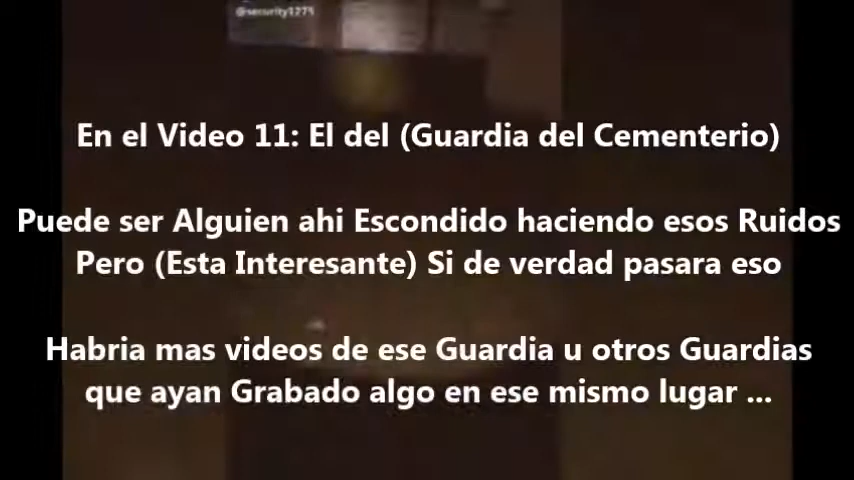 @security1275
En el Video 11: El del (Guardia del Cementerio)
Puede ser Alguien ahi Escondido haciendo esos Ruidos
Pero (Esta Interesante) Si de verdad pasara eso
Habria mas videos de ese Guardia u otros Guardias
que ayan Grabado algo en ese mismo lugar ...